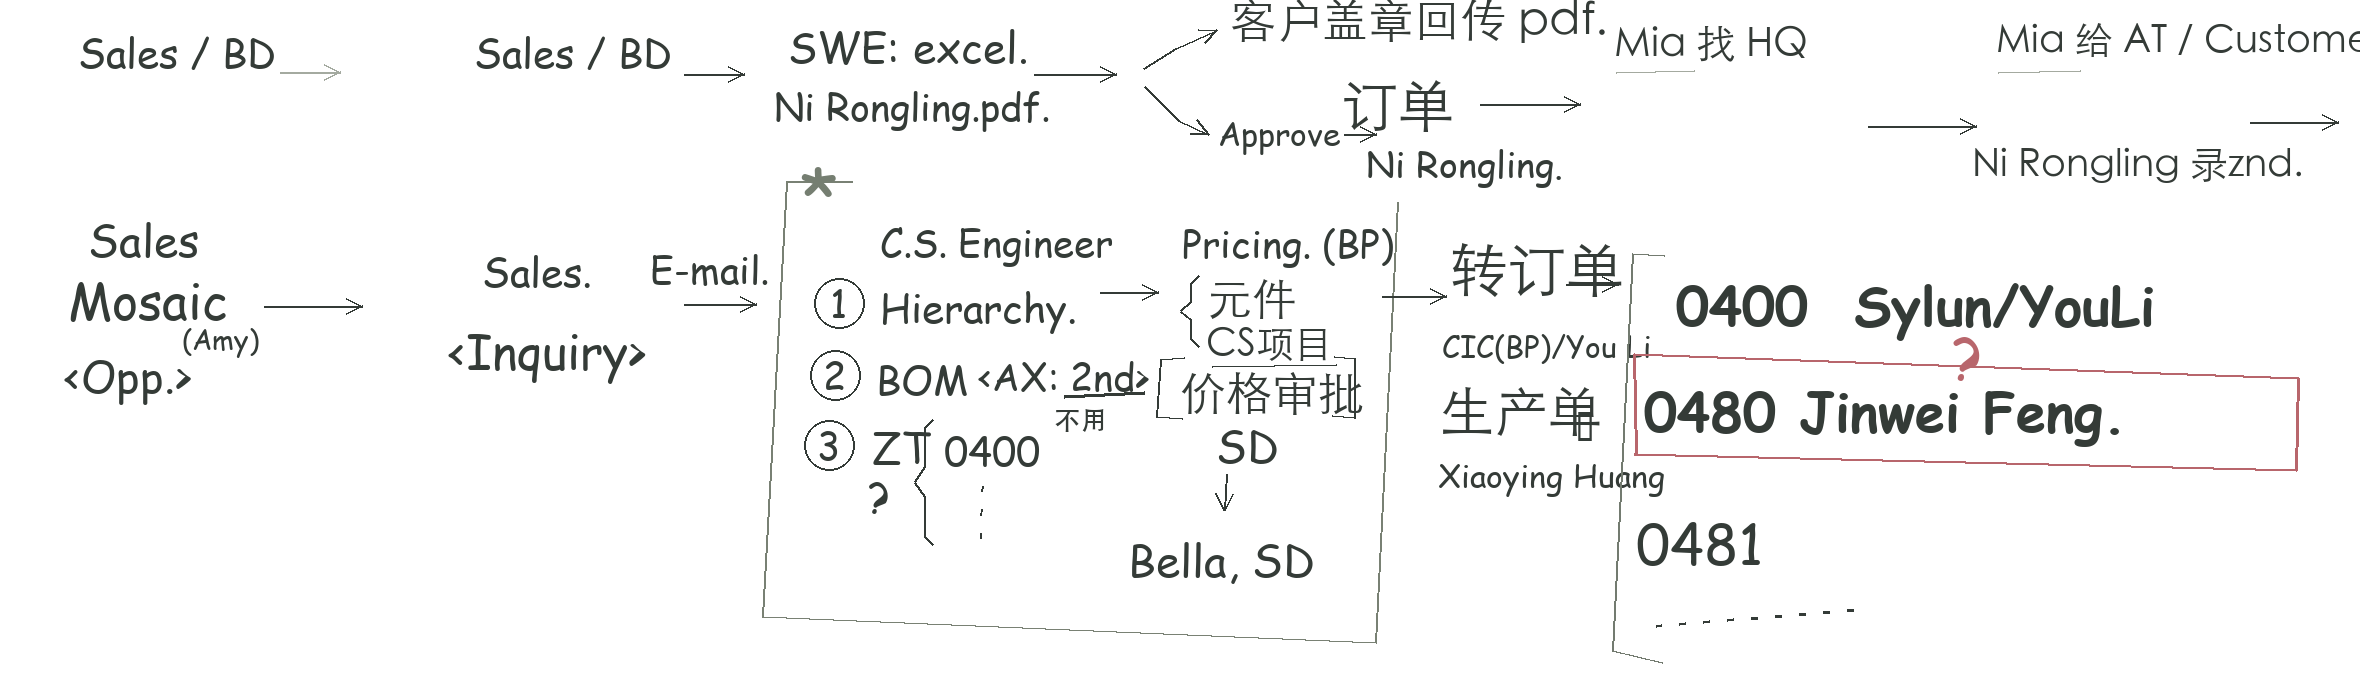 Sales / BD
Sales / BD
SWE: excel.
Ni Rongling.pdf.
客户盖章回传 pdf.
Approve
订单
Ni Rongling.
Mia 找 HQ
Mia 给 AT / Custome
Ni Rongling 录znd.
Sales
Mosaic
(Amy)
<Opp.>
Sales.
<Inquiry>
E-mail.
*
C.S. Engineer
① Hierarchy.
② BOM <AX: 2nd>
不用
③ ZT 0400
?
Pricing. (BP)
元件
CS项目
价格审批
SD
Bella, SD
转订单
CIC(BP)/You Li
生产单
Xiaoying Huang
0400 Sylun/YouLi
?
0480 Jinwei Feng.
0481